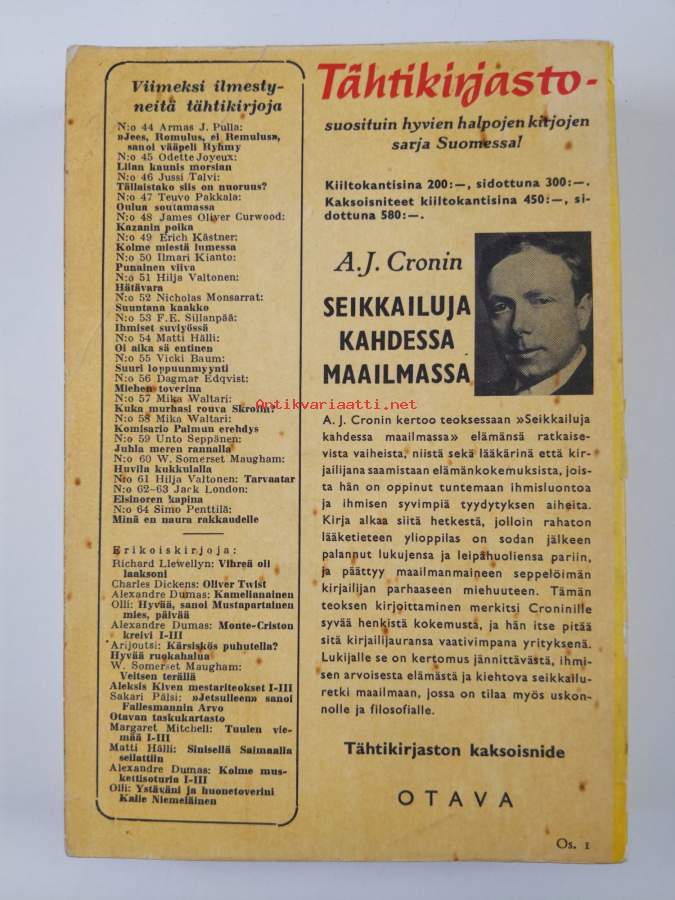 Viimeksi ilmesty-
neitä tähtikirjoja
N:o 44 Armas J. Pulla:
»Jees, Romulus, ei Remulus»,
sanoi vääpeli Ryhmy
N:o 45 Odette Joyeux:
Liian kaunis morsian
N:o 46 Jussi Talvi:
Tällaistako siis on nuoruus?
N:o 47 Teuvo Pakkala:
Oulua soutamassa
N:o 48 James Oliver Curwood:
Kazanin poika
N:o 49 Erich Kästner:
Kolme miestä lumessa
N:o 50 Ilmari Kianto:
Punainen viiva
N:o 51 Hilja Valtonen:
Hätävara
N:o 52 Nicholas Monsarrat:
Suuntana kaakko
N:o 53 F.E. Sillanpää:
Ihmiset suviyössä
N:o 54 Matti Hälli:
Oi aika sä entinen
N:o 55 Vicki Baum:
Suuri loppuunmyynti
N:o 56 Dagmar Edqvist:
Miehen toverina
N:o 57 Mika Waltari:
Kuka murhasi rouva Skrofin?
N:o 58 Mika Waltari:
Komisario Palmun erehdys
N:o 59 Unto Seppänen:
Juhla meren rannalla
N:o 60 W. Somerset Maugham:
Huvila kukkulalla
N:o 61 Hilja Valtonen: Tarvaatar
N:o 62-63 Jack London:
Elsinoren kapina
N:o 64 Simo Penttilä:
Minä en naura rakkaudelle
Erikoiskirjoja:
Richard Llewellyn: Vihreä oli
laaksoni
Charles Dickens: Oliver Twist
Alexandre Dumas: Kamelianainen
Olli: Hyvää, sanoi Mustapartainen
mies, päivää
Alexandre Dumas: Monte-Criston
kreivi I-III
Arijoutsi: Kärsiskös puhutella?
Hyvää ruokahalua
W. Somerset Maugham:
Veitsen terällä
Aleksis Kiven mestariteokset I-III
Sakari Pälsi: »Jetsulleen» sanoi
Fallesmannin Arvo
Otavan taskukartasto
Margaret Mitchell: Tuulen vie-
mää I-III
Matti Hälli: Sinisellä Saimaalla
seilattiin
Alexandre Dumas: Kolme mus-
kettisoturia I-III
Olli: Ystäväni ja huonetoverini
Kalle Niemeläinen
Tähtikirjasto-
suosituin hyvien halpojen kirjojen
sarja Suomessa!
Kiiltokantisina 200:—, sidottuna 300:—.
Kaksoisniteet kiiltokantisina 450:—, si-
dottuna 580:—.
A.J. Cronin
SEIKKAILUJA
KAHDESSA
MAAILMASSA
Antikvariaatti.net
A. J. Cronin kertoo teoksessaan »Seikkailuja
kahdessa maailmassa» elämänsä ratkaise-
vista vaiheista, niistä sekä lääkärinä että kir-
jailijana saamistaan elämänkokemuksista, jois-
ta hän on oppinut tuntemaan ihmisluontoa
ja ihmisen syvimpiä tyydytyksen aiheita.
Kirja alkaa siitä hetkestä, jolloin rahaton
lääketieteen ylioppilas on sodan jälkeen
palannut lukujensa ja leipähuoliensa pariin,
ja päättyy maailmanmaineen seppelöimän
kirjailijan parhaaseen miehuuteen. Tämän
teoksen kirjoittaminen merkitsi Croninille
syvää henkistä kokemusta, ja hän itse pitää
sitä kirjailijauransa vaativimpana yrityksenä.
Lukijalle se on kertomus jännittävästä, ihmi-
sen arvoisesta elämästä ja kiehtova seikkailu-
retki maailmaan, jossa on tilaa myös uskon-
nolle ja filosofialle.
Tähtikirjaston kaksoisnide
OTAVA
Os. 1